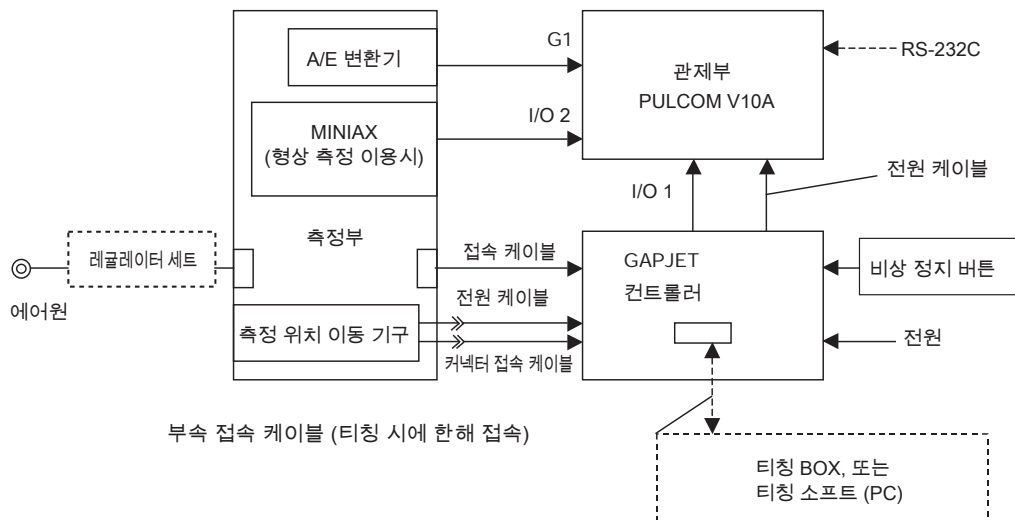 A/E 변환기
G1
관제부
PULCOM V10A
RS-232C
MINIAX
(형상 측정 이용시)
I/O 2
I/O 1
전원 케이블
레귤레이터 세트
에어원
측정부
접속 케이블
GAPJET
컨트롤러
비상 정지 버튼
전원 케이블
측정 위치 이동 기구
커넥터 접속 케이블
전원
부속 접속 케이블 (티칭 시에 한해 접속)
티칭 BOX, 또는
티칭 소프트 (PC)